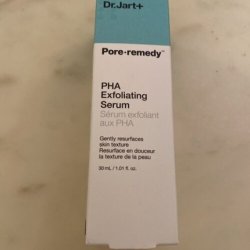 Dr.Jart+
Pore·remedy™
PHA
Exfoliating
Serum
Sérum exfoliant
aux PHA
Gently resurfaces
skin texture
Resurface en douceur
la texture de la peau
30 mL / 1.01 fl. oz.